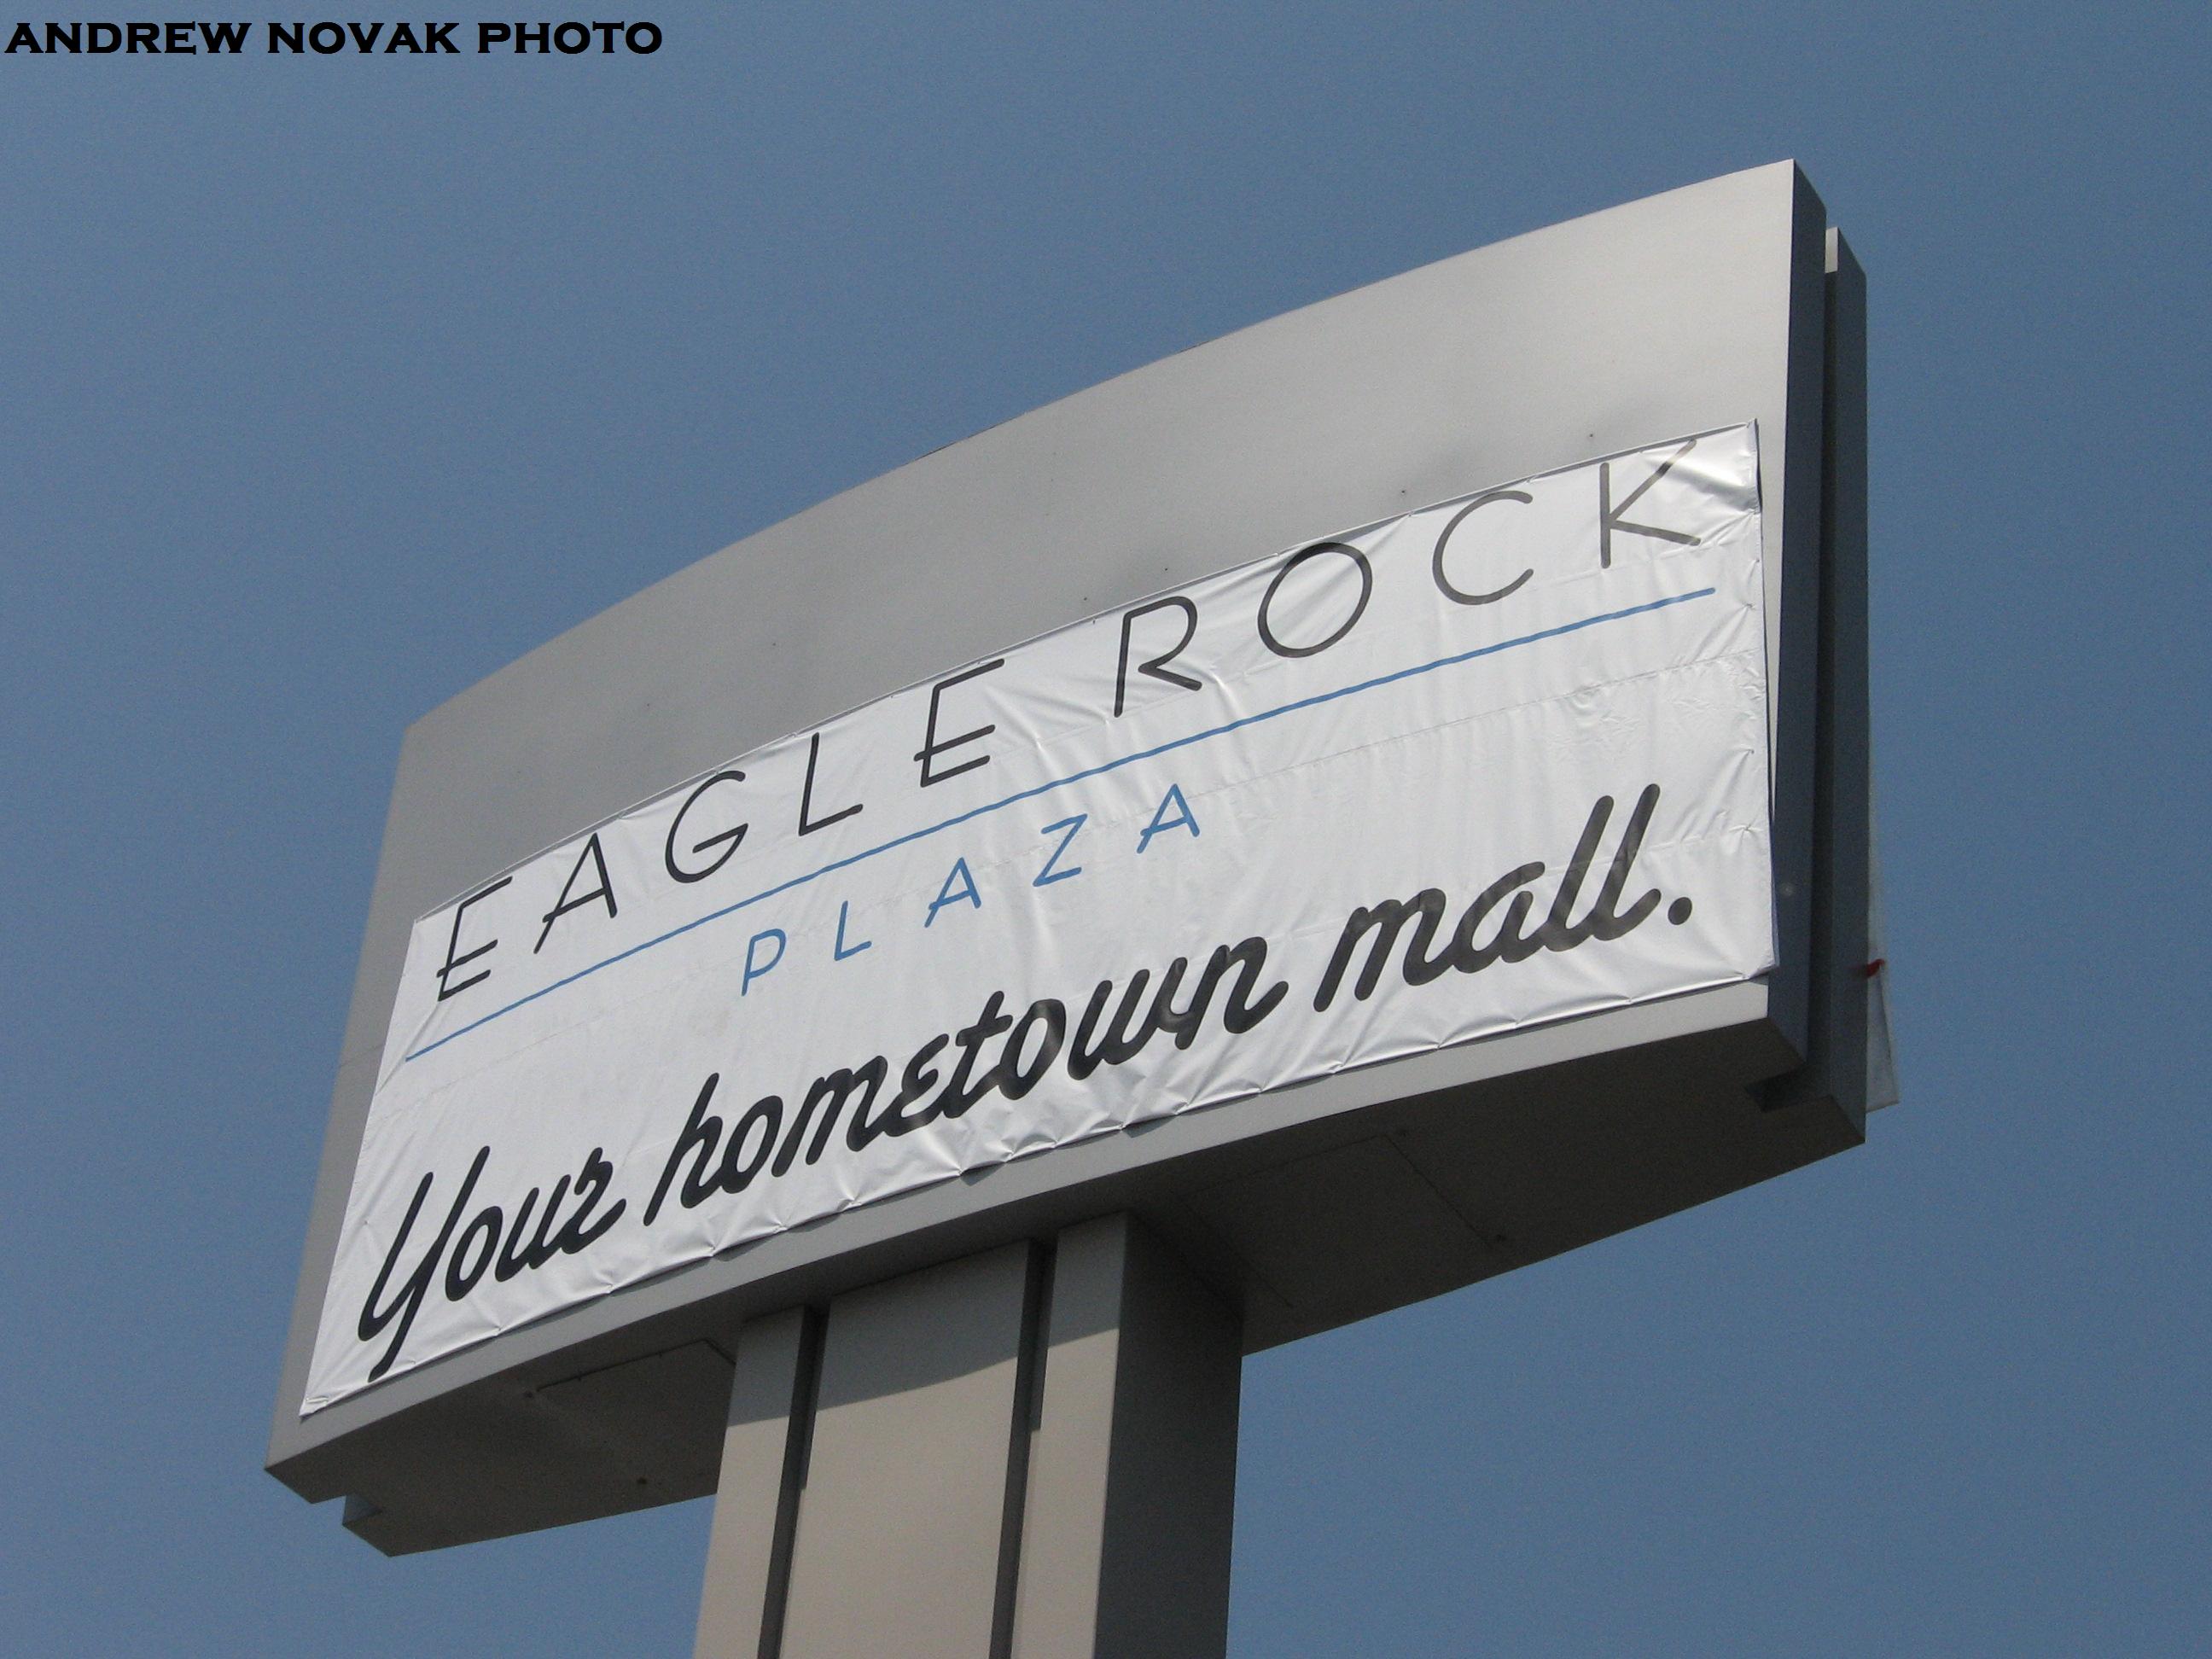 ANDREW NOVAK PHOTO
EAGLE ROCK
PLAZA
Your hometown mall.